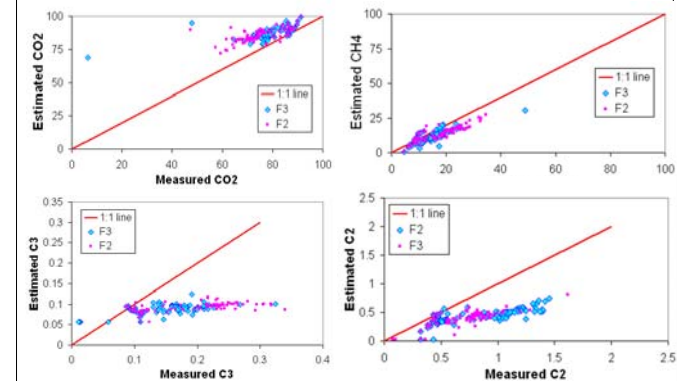 Estimated CO2
100
75
50
25
0
0 20 40 60 80 100
Measured CO2
1:1 line
F3
F2
Estimated CH4
100
75
50
25
0
0 20 40 60 80 100
1:1 line
F3
F2
Estimated C3
0.35
0.3
0.25
0.2
0.15
0.1
0.05
0
0 0.1 0.2 0.3 0.4
Measured C3
1:1 line
F3
F2
Estimated C2
2.5
2
1.5
1
0.5
0
0 0.5 1 1.5 2 2.5
Measured C2
1:1 line
F2
F3